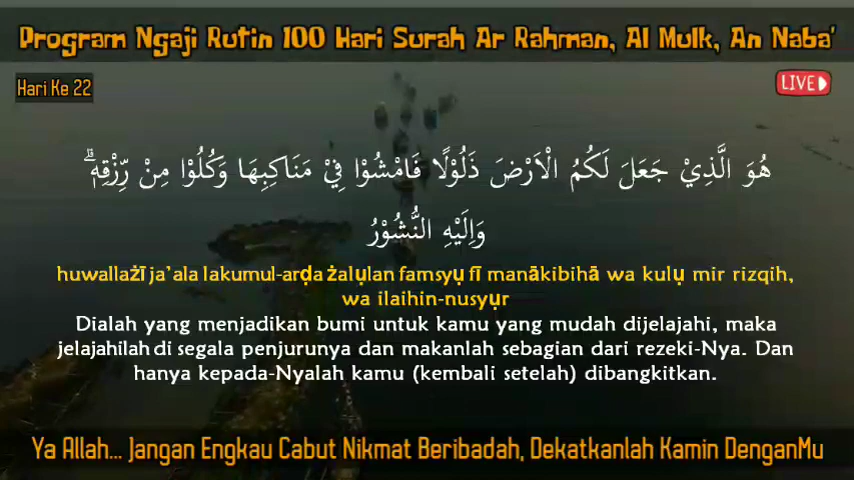 Program Ngaji Rutin 100 Hari Surah Ar Rahman, Al Mulk, An Naba'
Hari Ke 22
LIVE
هُوَ الَّذِيْ جَعَلَ لَكُمُ الْاَرْضَ ذَلُوْلًا فَامْشُوْا فِيْ مَنَاكِبِهَا وَكُلُوْا مِنْ رِّزْقِهٖۗ
وَاِلَيْهِ النُّشُوْرُ
huwallażī ja'ala lakumul-arḍa żalụlan famsyụ fī manākibihā wa kulụ mir rizqih,
wa ilaihin-nusyụr
Dialah yang menjadikan bumi untuk kamu yang mudah dijelajahi, maka
jelajahilah di segala penjurunya dan makanlah sebagian dari rezeki-Nya. Dan
hanya kepada-Nyalah kamu (kembali setelah) dibangkitkan.
Ya Allah... Jangan Engkau Cabut Nikmat Beribadah, Dekatkanlah Kamin DenganMu